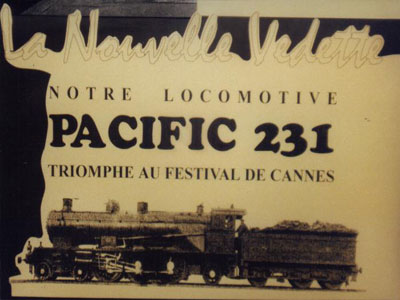 La Nouvelle Vedette
NOTRE LOCOMOTIVE
PACIFIC 231
TRIOMPHE AU FESTIVAL DE CANNES